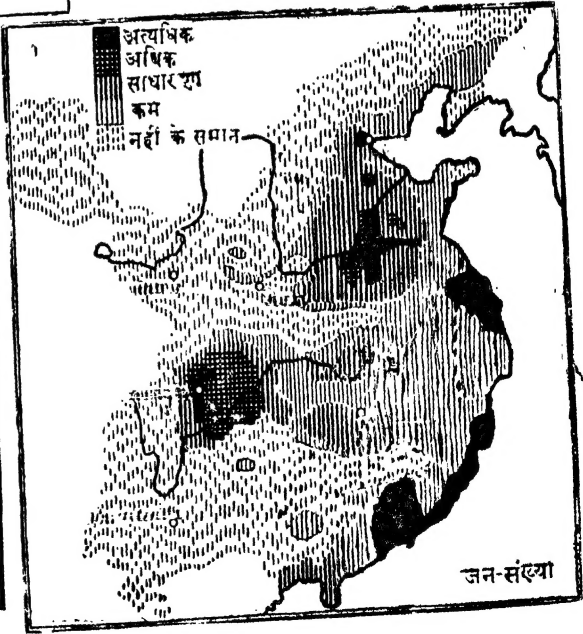 अत्यधिक
अधिक
साधारण
कम
नहीं के समान
जन-संख्या